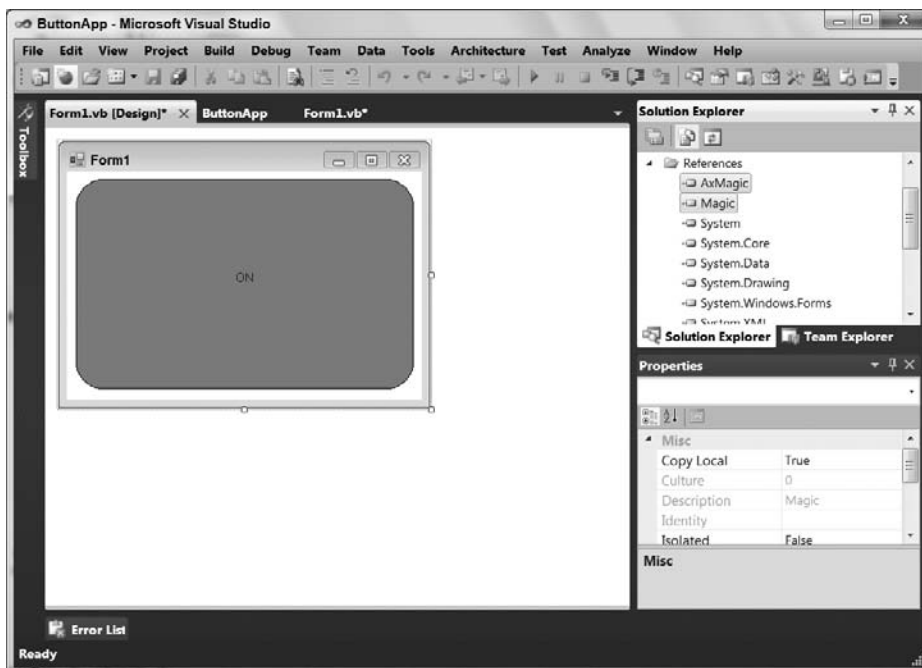 ButtonApp - Microsoft Visual Studio
File Edit View Project Build Debug Team Data Tools Architecture Test Analyze Window Help
Toolbox
Form1.vb [Design]* ButtonApp Form1.vb*
Form1
ON
Solution Explorer
References
AxMagic
Magic
System
System.Core
System.Data
System.Drawing
System.Windows.Forms
System.XML
Solution Explorer Team Explorer
Properties
Misc
Copy Local True
Culture 0
Description Magic
Identity
Isolated False
Misc
Error List
Ready